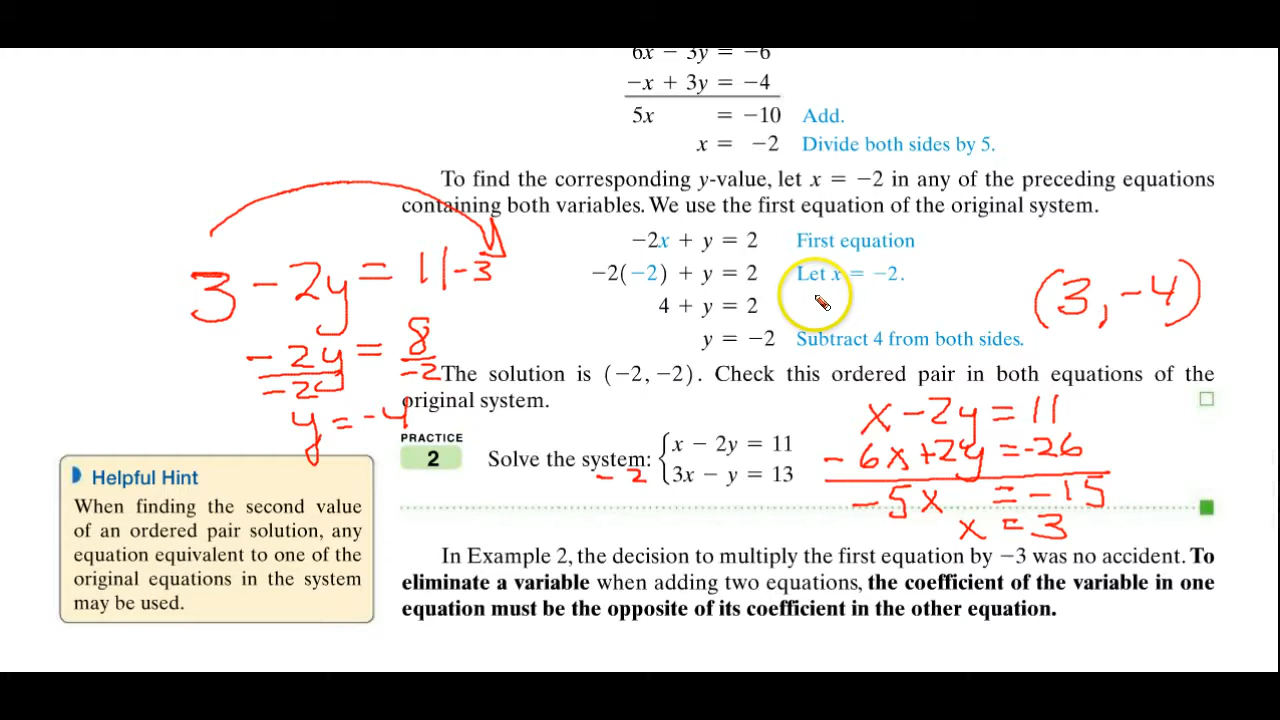 6x − 3y = −6
−x + 3y = −4
5x = −10 Add.
x = −2 Divide both sides by 5.
To find the corresponding y-value, let x = −2 in any of the preceding equations
containing both variables. We use the first equation of the original system.
−2x + y = 2 First equation
−2(−2) + y = 2 Let x = −2.
4 + y = 2
y = −2 Subtract 4 from both sides.
The solution is (−2, −2). Check this ordered pair in both equations of the
original system.
3 − 2y = 11 − 3
−2y = 8
−2 −2
y = −4
(3, −4)
PRACTICE
2
Solve the system: { x − 2y = 11
−2 3x − y = 13
x − 2y = 11
−6x + 2y = −26
−5x = −15
x = 3
Helpful Hint
When finding the second value
of an ordered pair solution, any
equation equivalent to one of the
original equations in the system
may be used.
In Example 2, the decision to multiply the first equation by −3 was no accident. To
eliminate a variable when adding two equations, the coefficient of the variable in one
equation must be the opposite of its coefficient in the other equation.